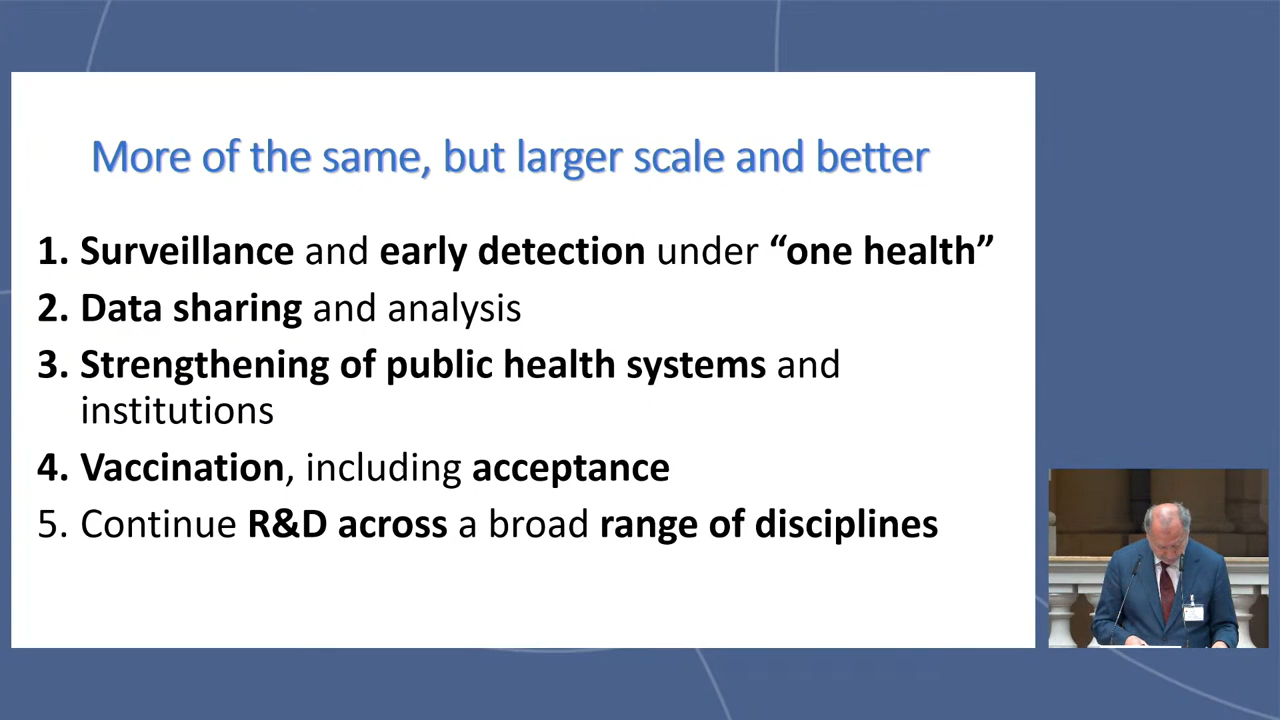 More of the same, but larger scale and better
1. Surveillance and early detection under “one health”
2. Data sharing and analysis
3. Strengthening of public health systems and
institutions
4. Vaccination, including acceptance
5. Continue R&D across a broad range of disciplines